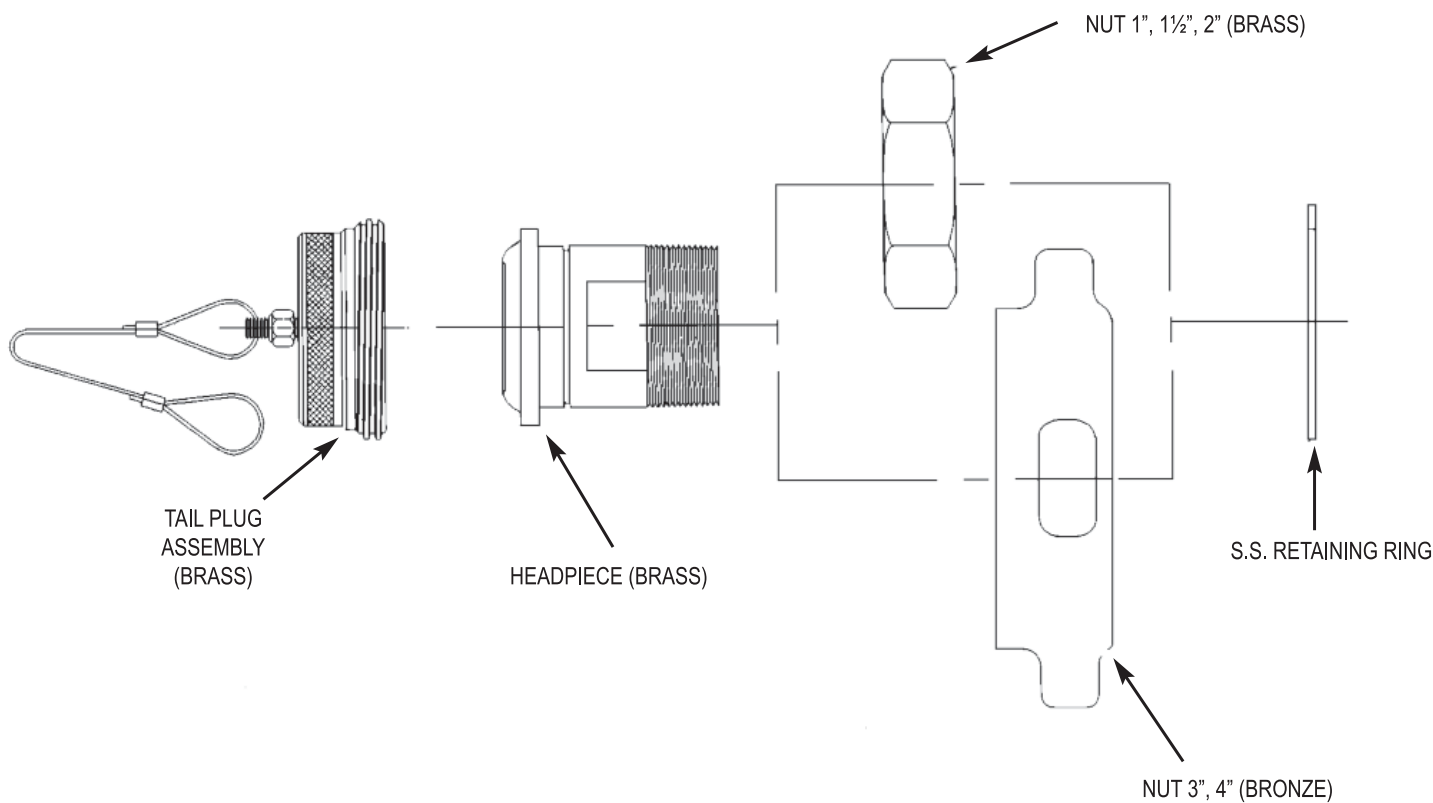 NUT 1”, 1½”, 2” (BRASS)
TAIL PLUG
ASSEMBLY
(BRASS)
HEADPIECE (BRASS)
S.S. RETAINING RING
NUT 3”, 4” (BRONZE)